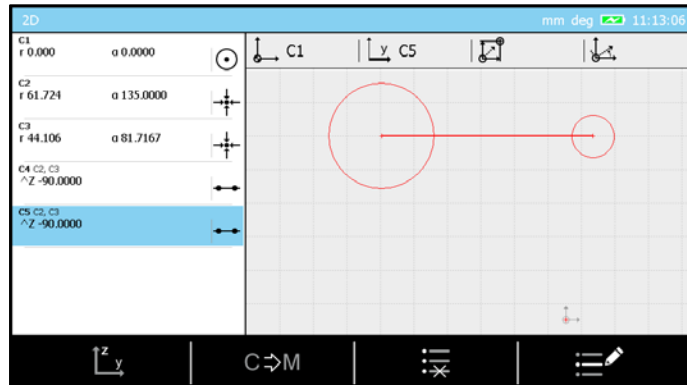 2D
mm deg 11:13:06
C1
r 0.000 α 0.0000
C2
r 61.724 α 135.0000
C3
r 44.106 α 81.7167
C4 C2, C3
^Z -90.0000
C5 C2, C3
^Z -90.0000
C1
y C5
z y
C⇨M